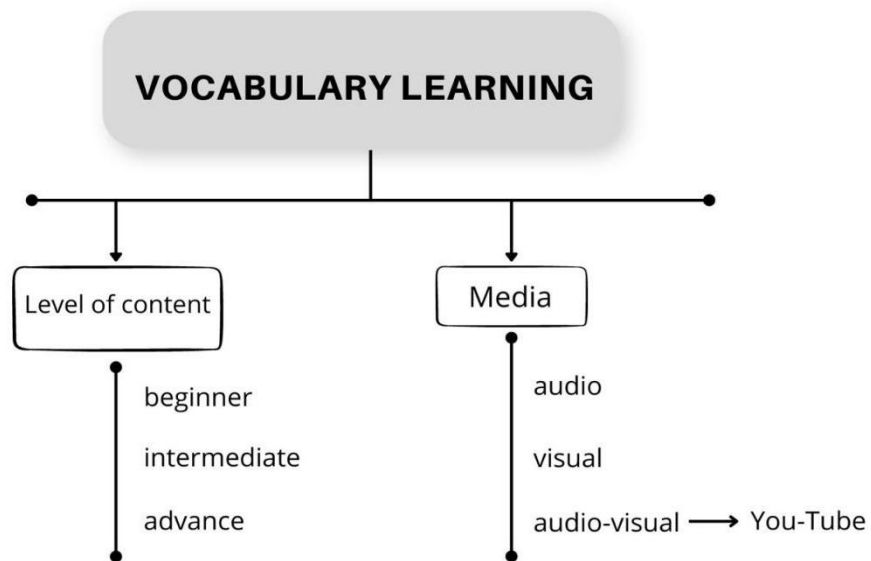 VOCABULARY LEARNING
Level of content
beginner
intermediate
advance
Media
audio
visual
audio-visual
You-Tube